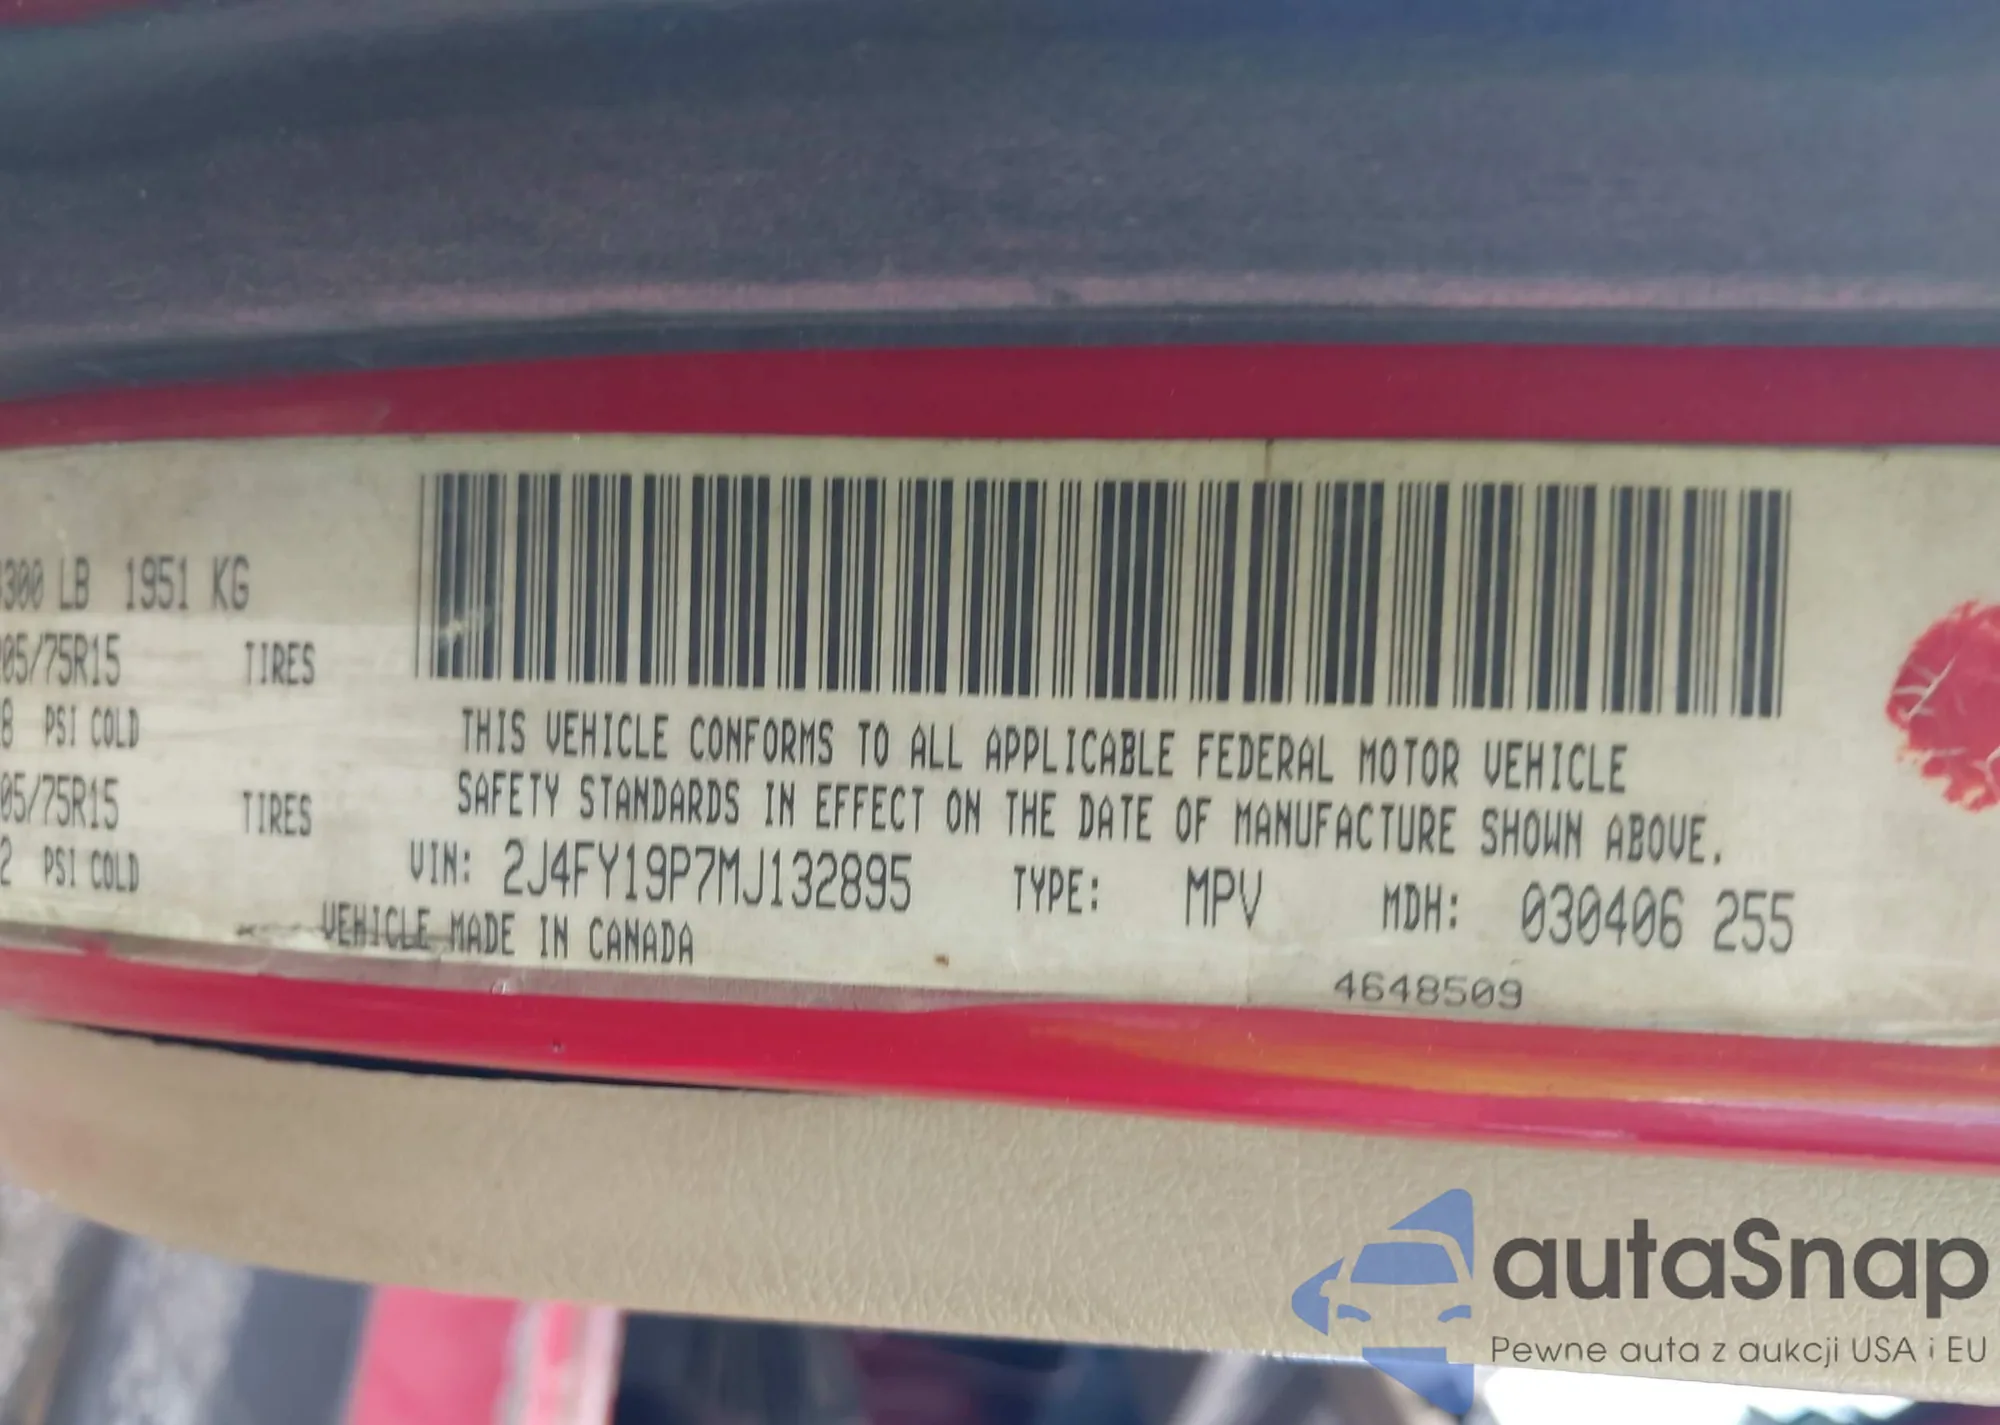 300 LB 1951 KG
05/75R15 TIRES
8 PSI COLD
05/75R15 TIRES
2 PSI COLD
THIS VEHICLE CONFORMS TO ALL APPLICABLE FEDERAL MOTOR VEHICLE
SAFETY STANDARDS IN EFFECT ON THE DATE OF MANUFACTURE SHOWN ABOVE.
VIN: 2J4FY19P7MJ132895 TYPE: MPV MDH: 030406 255
VEHICLE MADE IN CANADA
4648509
autaSnap
Pewne auta z aukcji USA i EU